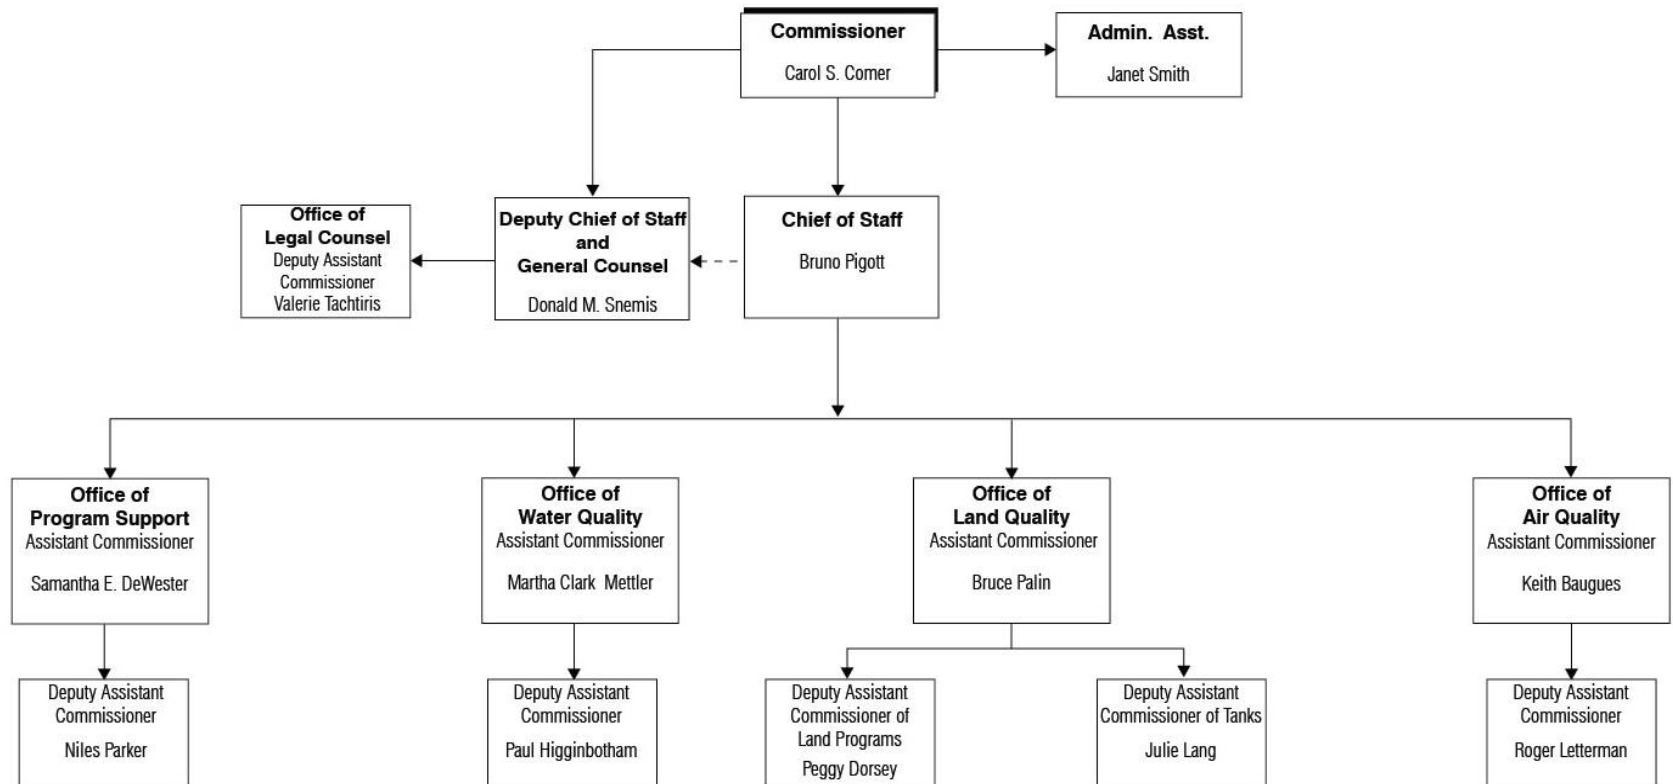 Commissioner
Carol S. Comer
Admin. Asst.
Janet Smith
Office of
Legal Counsel
Deputy Assistant
Commissioner
Valerie Tachtiris
Deputy Chief of Staff
and
General Counsel
Donald M. Snemis
Chief of Staff
Bruno Pigott
Office of
Program Support
Assistant Commissioner
Samantha E. DeWester
Office of
Water Quality
Assistant Commissioner
Martha Clark Mettler
Office of
Land Quality
Assistant Commissioner
Bruce Palin
Office of
Air Quality
Assistant Commissioner
Keith Baugues
Deputy Assistant
Commissioner
Niles Parker
Deputy Assistant
Commissioner
Paul Higginbotham
Deputy Assistant
Commissioner of
Land Programs
Peggy Dorsey
Deputy Assistant
Commissioner of Tanks
Julie Lang
Deputy Assistant
Commissioner
Roger Letterman